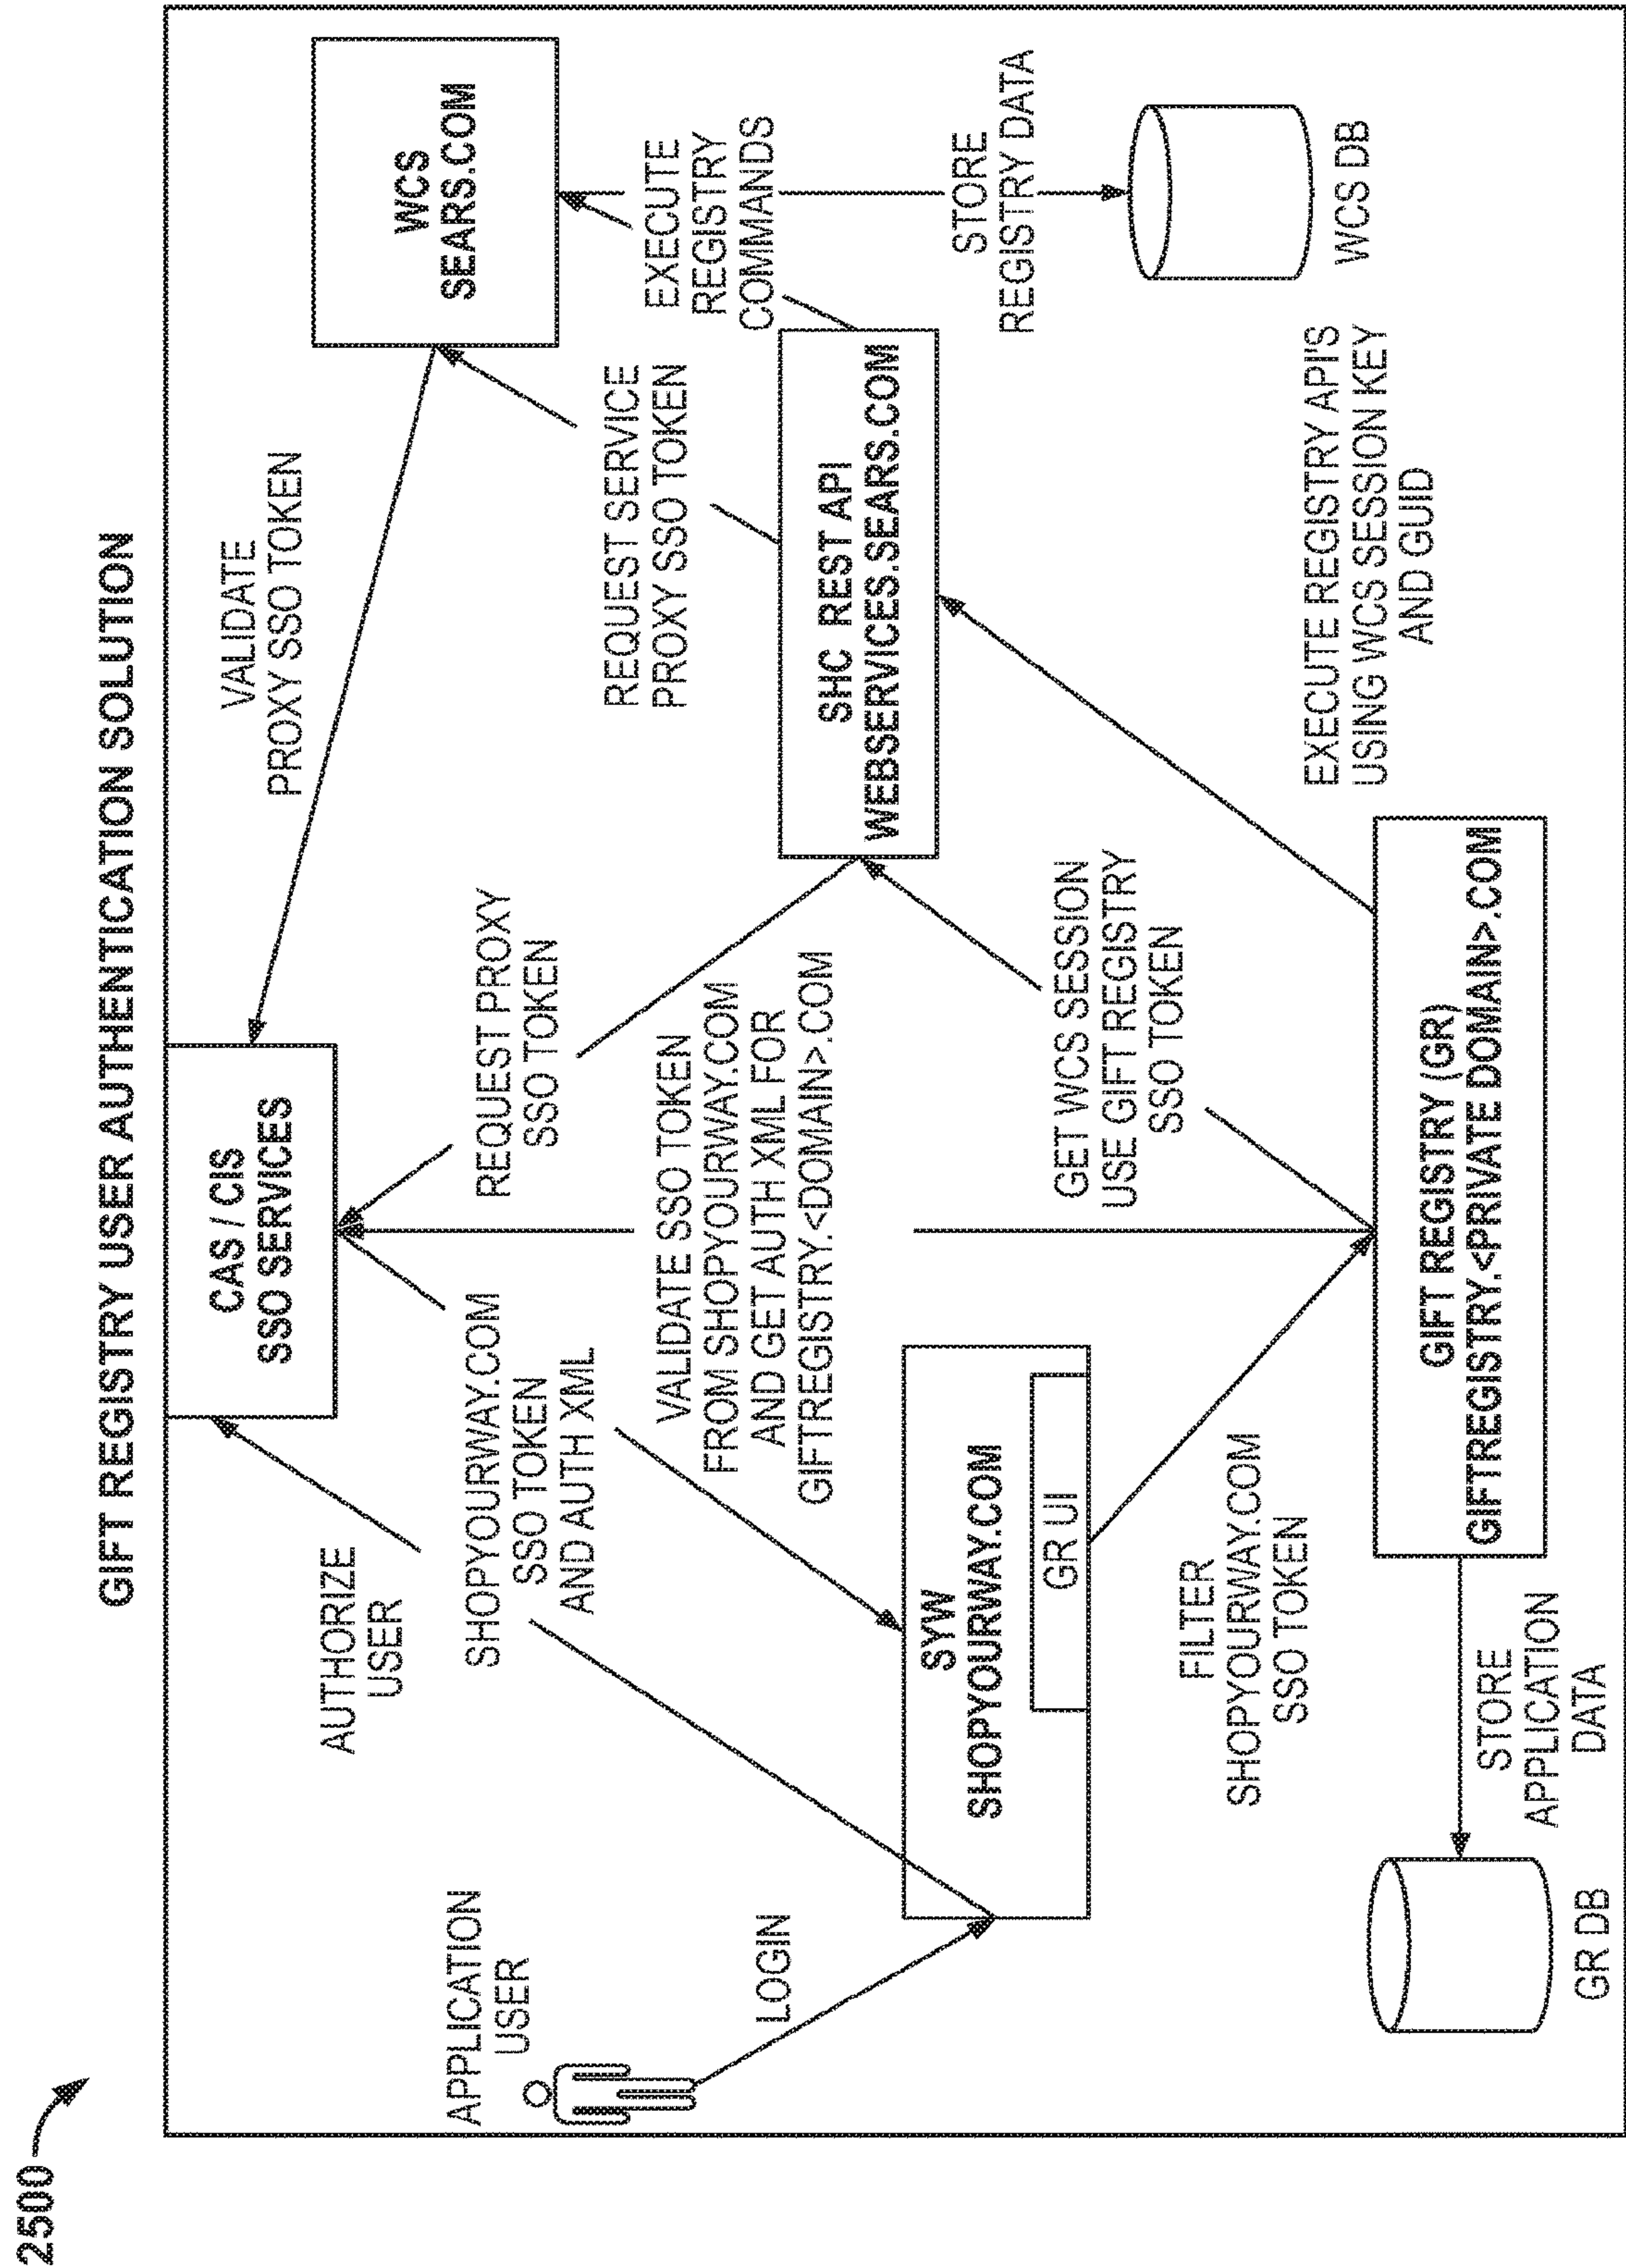 2500
GIFT REGISTRY USER AUTHENTICATION SOLUTION
CAS / CIS
SSO SERVICES
VALIDATE
PROXY SSO TOKEN
WCS
SEARS.COM
AUTHORIZE
USER
APPLICATION
USER
SHOPYOURWAY.COM
SSO TOKEN
AND AUTH XML
REQUEST PROXY
SSO TOKEN
REQUEST SERVICE
PROXY SSO TOKEN
EXECUTE
REGISTRY
COMMANDS
LOGIN
VALIDATE SSO TOKEN
FROM SHOPYOURWAY.COM
AND GET AUTH XML FOR
GIFTREGISTRY.<DOMAIN>.COM
SHC REST API
WEBSERVICES.SEARS.COM
STORE
REGISTRY DATA
SYW
SHOPYOURWAY.COM
GR UI
GET WCS SESSION
USE GIFT REGISTRY
SSO TOKEN
WCS DB
FILTER
SHOPYOURWAY.COM
SSO TOKEN
EXECUTE REGISTRY API'S
USING WCS SESSION KEY
AND GUID
GIFT REGISTRY (GR)
GIFTREGISTRY.<PRIVATE DOMAIN>.COM
STORE
APPLICATION
DATA
GR DB